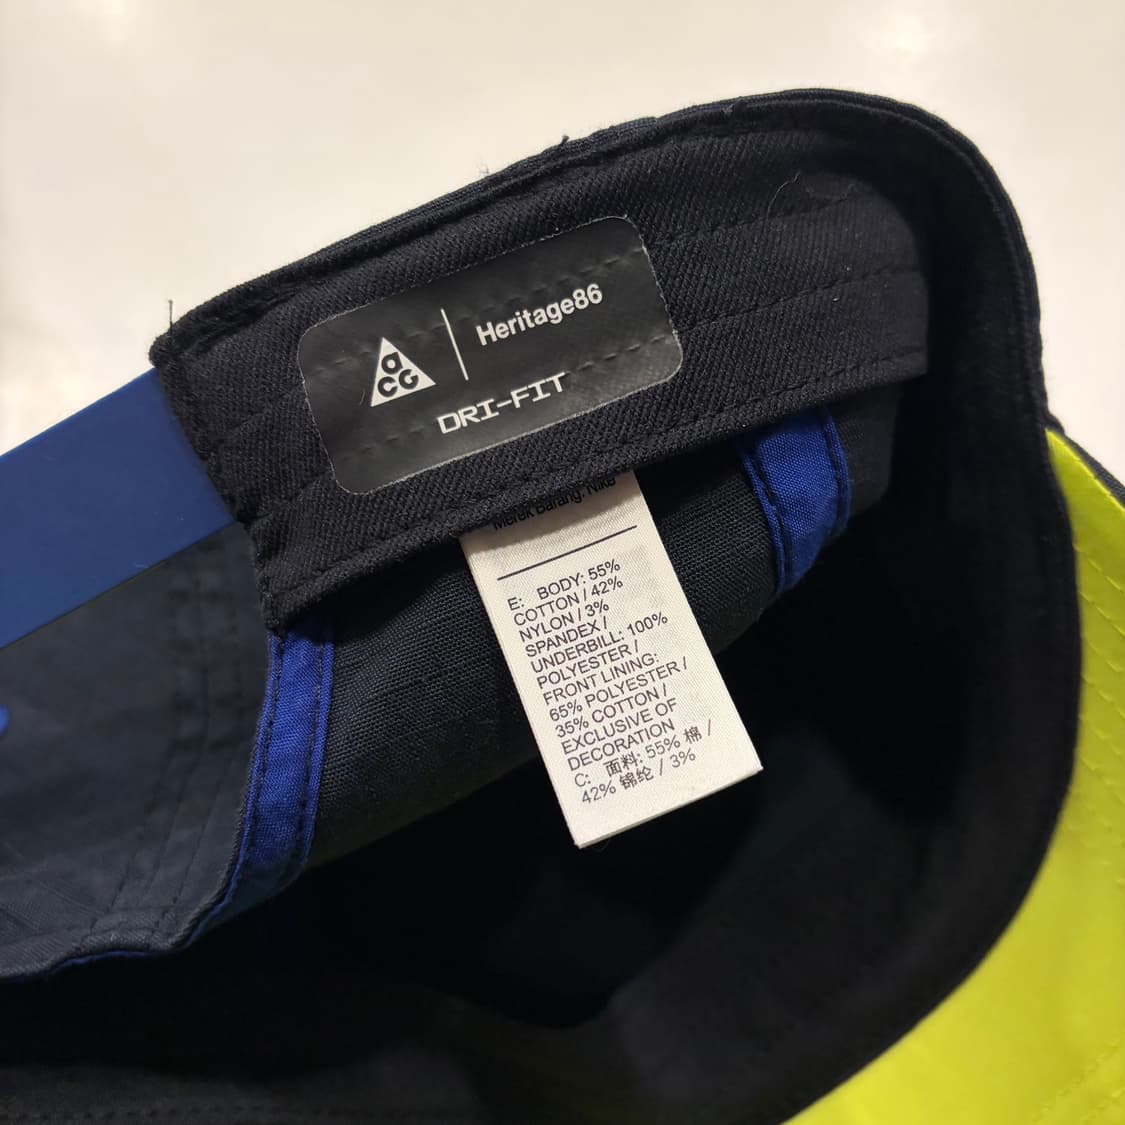 aCG
Heritage86
DRI-FIT
Merek Barang: Nike
E: BODY: 55%
COTTON / 42%
NYLON / 3%
SPANDEX /
UNDERBILL: 100%
POLYESTER /
FRONT LINING:
65% POLYESTER /
35% COTTON /
EXCLUSIVE OF
DECORATION
C: 面料: 55% 棉 /
42% 锦纶 / 3%